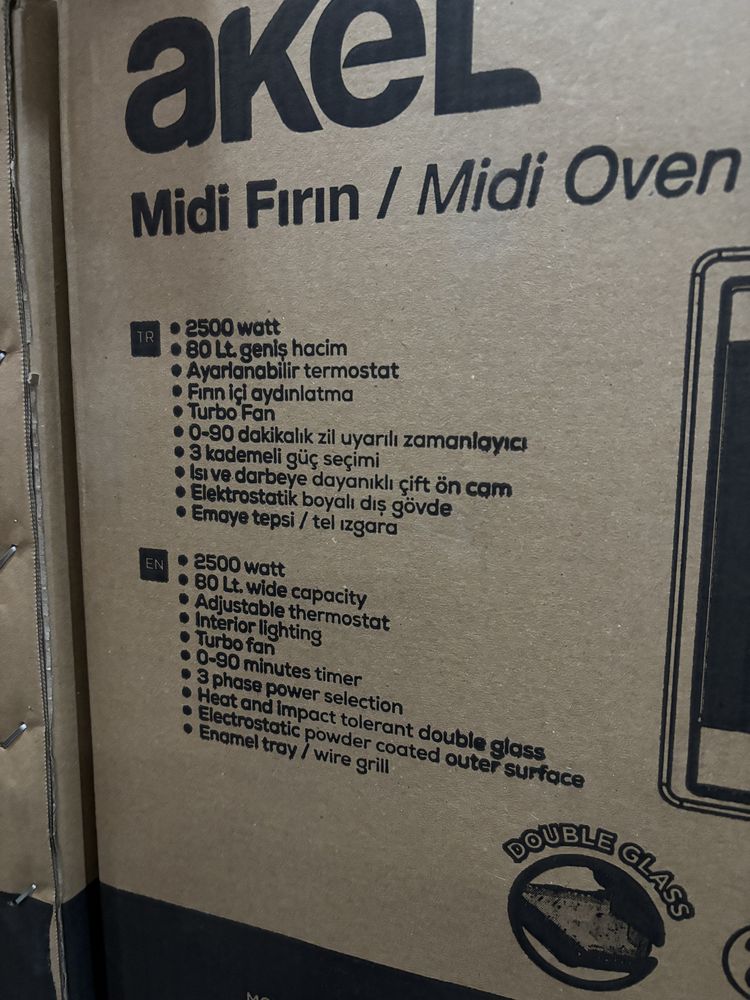 akel
Midi Fırın / Midi Oven
TR
• 2500 watt
• 80 Lt. geniş hacim
• Ayarlanabilir termostat
• Fırın içi aydınlatma
• Turbo Fan
• 0-90 dakikalık zil uyarılı zamanlayıcı
• 3 kademeli güç seçimi
• Isı ve darbeye dayanıklı çift ön cam
• Elektrostatik boyalı dış gövde
• Emaye tepsi / tel ızgara
EN
• 2500 watt
• 80 Lt. wide capacity
• Adjustable thermostat
• Interior lighting
• Turbo fan
• 0-90 minutes timer
• 3 phase power selection
• Heat and impact tolerant double glass
• Electrostatic powder coated outer surface
• Enamel tray / wire grill
DOUBLE GLASS